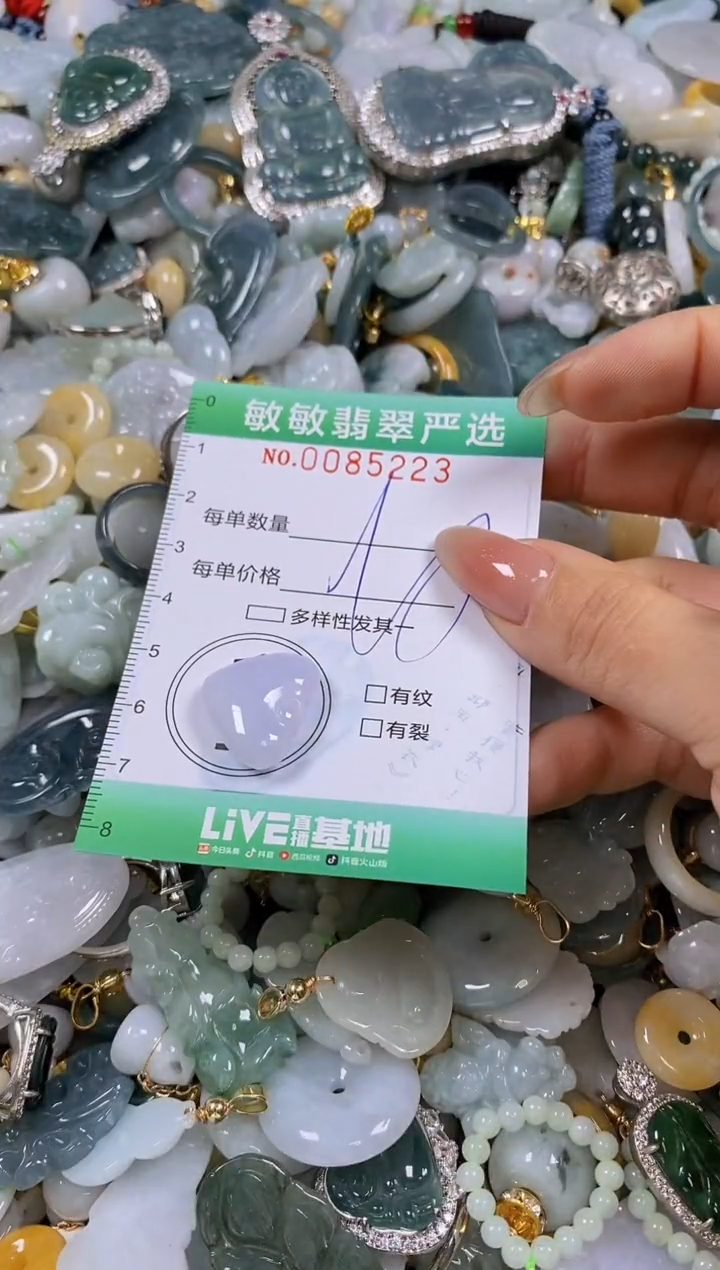 0
敏敏翡翠严选
1
NO.0085223
2
每单数量
3
每单价格
4
多样性发其一
5
6
有纹
有裂
7
LiVE直播基地
8
今日头条 抖音 西瓜视频 抖音火山版